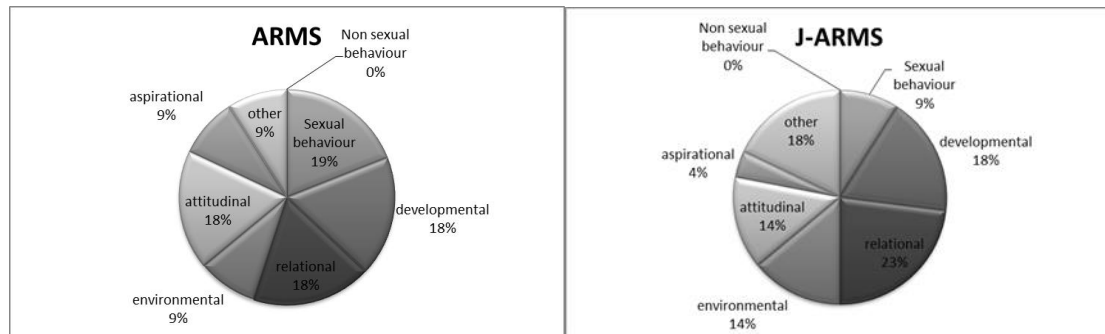 ARMS
Non sexual
behaviour
0%
Sexual
behaviour
19%
developmental
18%
relational
18%
environmental
9%
attitudinal
18%
aspirational
9%
other
9%
J-ARMS
Non sexual
behaviour
0%
Sexual
behaviour
9%
developmental
18%
relational
23%
environmental
14%
attitudinal
14%
aspirational
4%
other
18%